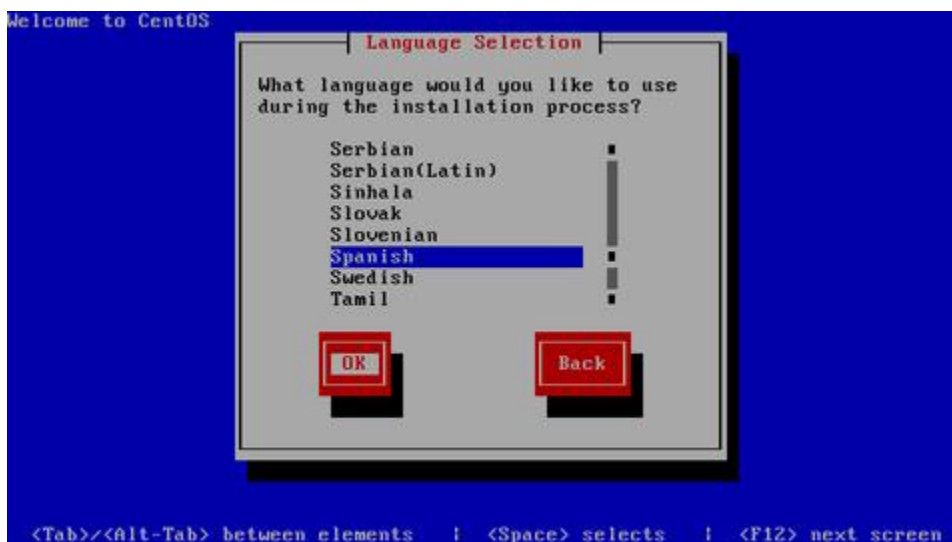 Welcome to CentOS
Language Selection
What language would you like to use
during the installation process?
Serbian
Serbian(Latin)
Sinhala
Slovak
Slovenian
Spanish
Swedish
Tamil
OK
Back
<Tab>/<Alt-Tab> between elements | <Space> selects | <F12> next screen